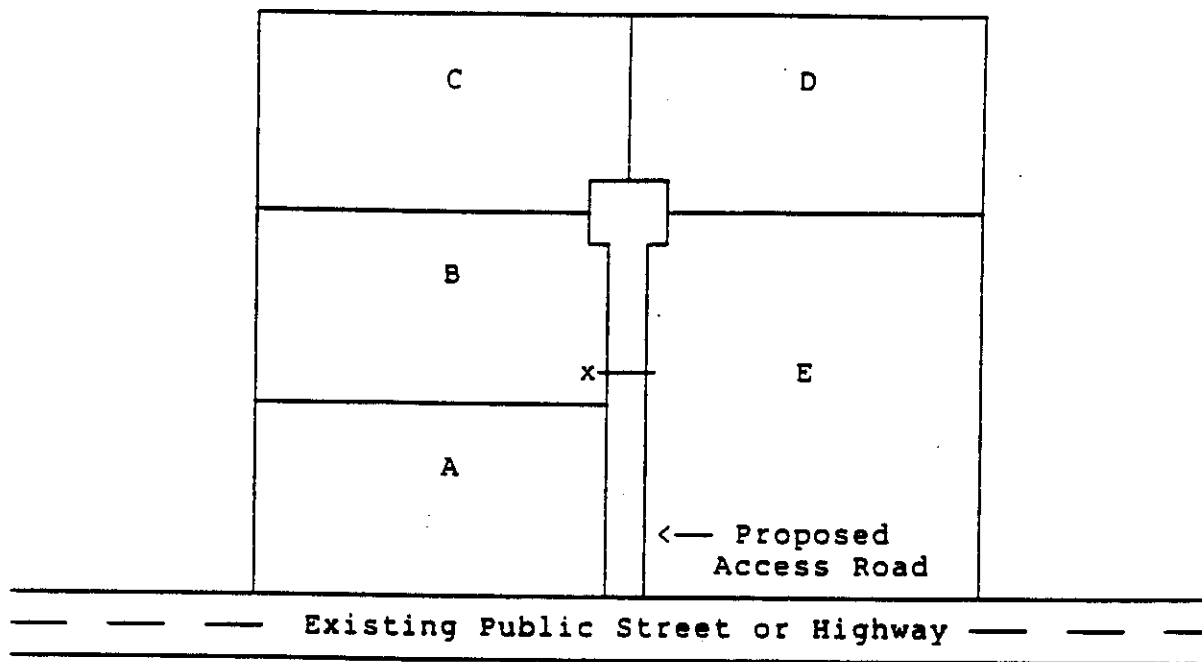 C
D
B
x
E
A
<— Proposed
Access Road
Existing Public Street or Highway